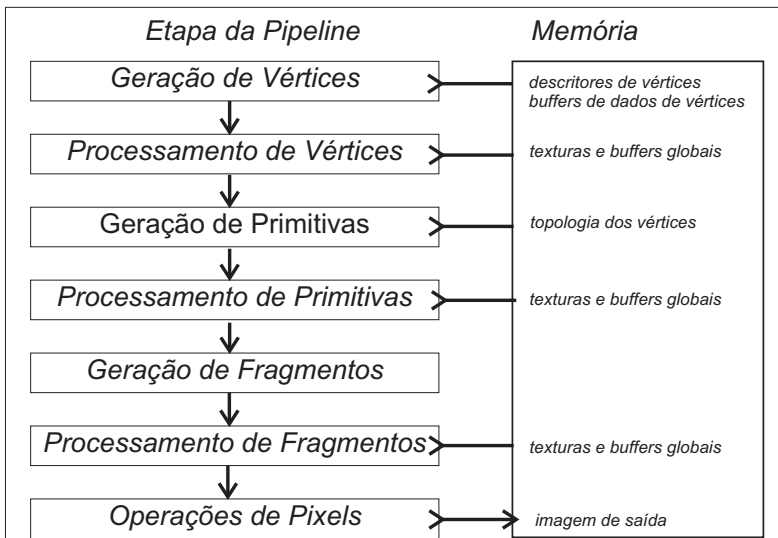 Etapa da Pipeline
Memória
Geração de Vértices
descritores de vértices
buffers de dados de vértices
Processamento de Vértices
texturas e buffers globais
Geração de Primitivas
topologia dos vértices
Processamento de Primitivas
texturas e buffers globais
Geração de Fragmentos
Processamento de Fragmentos
texturas e buffers globais
Operações de Pixels
imagem de saída